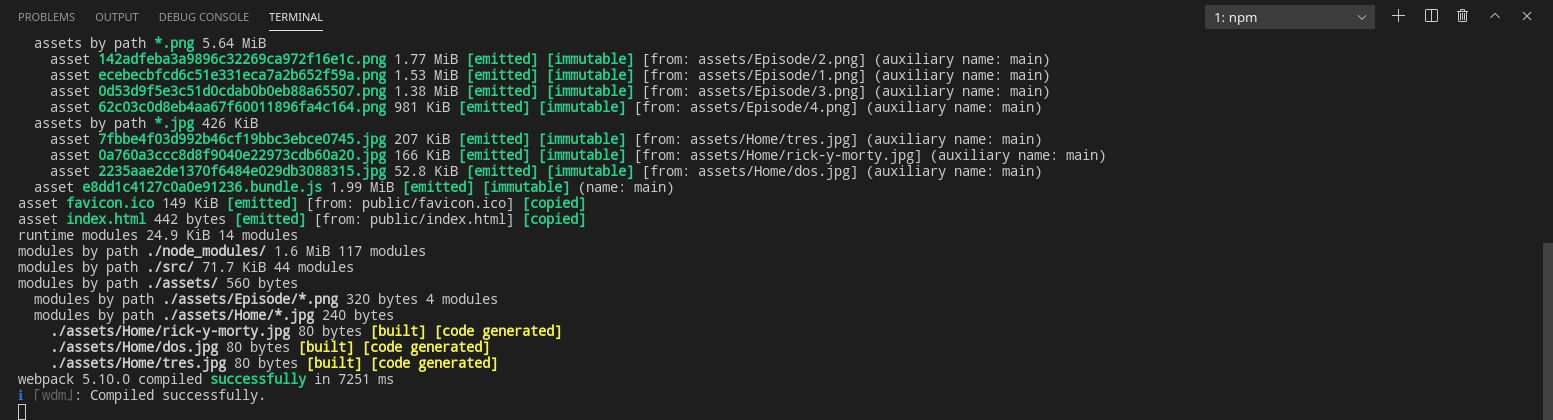 PROBLEMS OUTPUT DEBUG CONSOLE TERMINAL 1: npm
assets by path *.png 5.64 MiB
asset 142adfeba3a9896c32269ca972f16e1c.png 1.77 MiB [emitted] [immutable] [from: assets/Episode/2.png] (auxiliary name: main)
asset ecebecbfcd6c51e331eca7a2b652f59a.png 1.53 MiB [emitted] [immutable] [from: assets/Episode/1.png] (auxiliary name: main)
asset 0d53d9f5e3c51d0cdab0b0eb88a65507.png 1.38 MiB [emitted] [immutable] [from: assets/Episode/3.png] (auxiliary name: main)
asset 62c03c0d8eb4aa67f60011896fa4c164.png 981 KiB [emitted] [immutable] [from: assets/Episode/4.png] (auxiliary name: main)
assets by path *.jpg 426 KiB
asset 7fbbe4f03d992b46cf19bbc3ebce0745.jpg 207 KiB [emitted] [immutable] [from: assets/Home/tres.jpg] (auxiliary name: main)
asset 0a760a3ccc8d8f9040e22973cdb60a20.jpg 166 KiB [emitted] [immutable] [from: assets/Home/rick-y-morty.jpg] (auxiliary name: main)
asset 2235aae2de1370f6484e029db3088315.jpg 52.8 KiB [emitted] [immutable] [from: assets/Home/dos.jpg] (auxiliary name: main)
asset e8dd1c4127c0a0e91236.bundle.js 1.99 MiB [emitted] [immutable] (name: main)
asset favicon.ico 149 KiB [emitted] [from: public/favicon.ico] [copied]
asset index.html 442 bytes [emitted] [from: public/index.html] [copied]
runtime modules 24.9 KiB 14 modules
modules by path ./node_modules/ 1.6 MiB 117 modules
modules by path ./src/ 71.7 KiB 44 modules
modules by path ./assets/ 560 bytes
modules by path ./assets/Episode/*.png 320 bytes 4 modules
modules by path ./assets/Home/*.jpg 240 bytes
./assets/Home/rick-y-morty.jpg 80 bytes [built] [code generated]
./assets/Home/dos.jpg 80 bytes [built] [code generated]
./assets/Home/tres.jpg 80 bytes [built] [code generated]
webpack 5.10.0 compiled successfully in 7251 ms
ℹ ｢wdm｣: Compiled successfully.